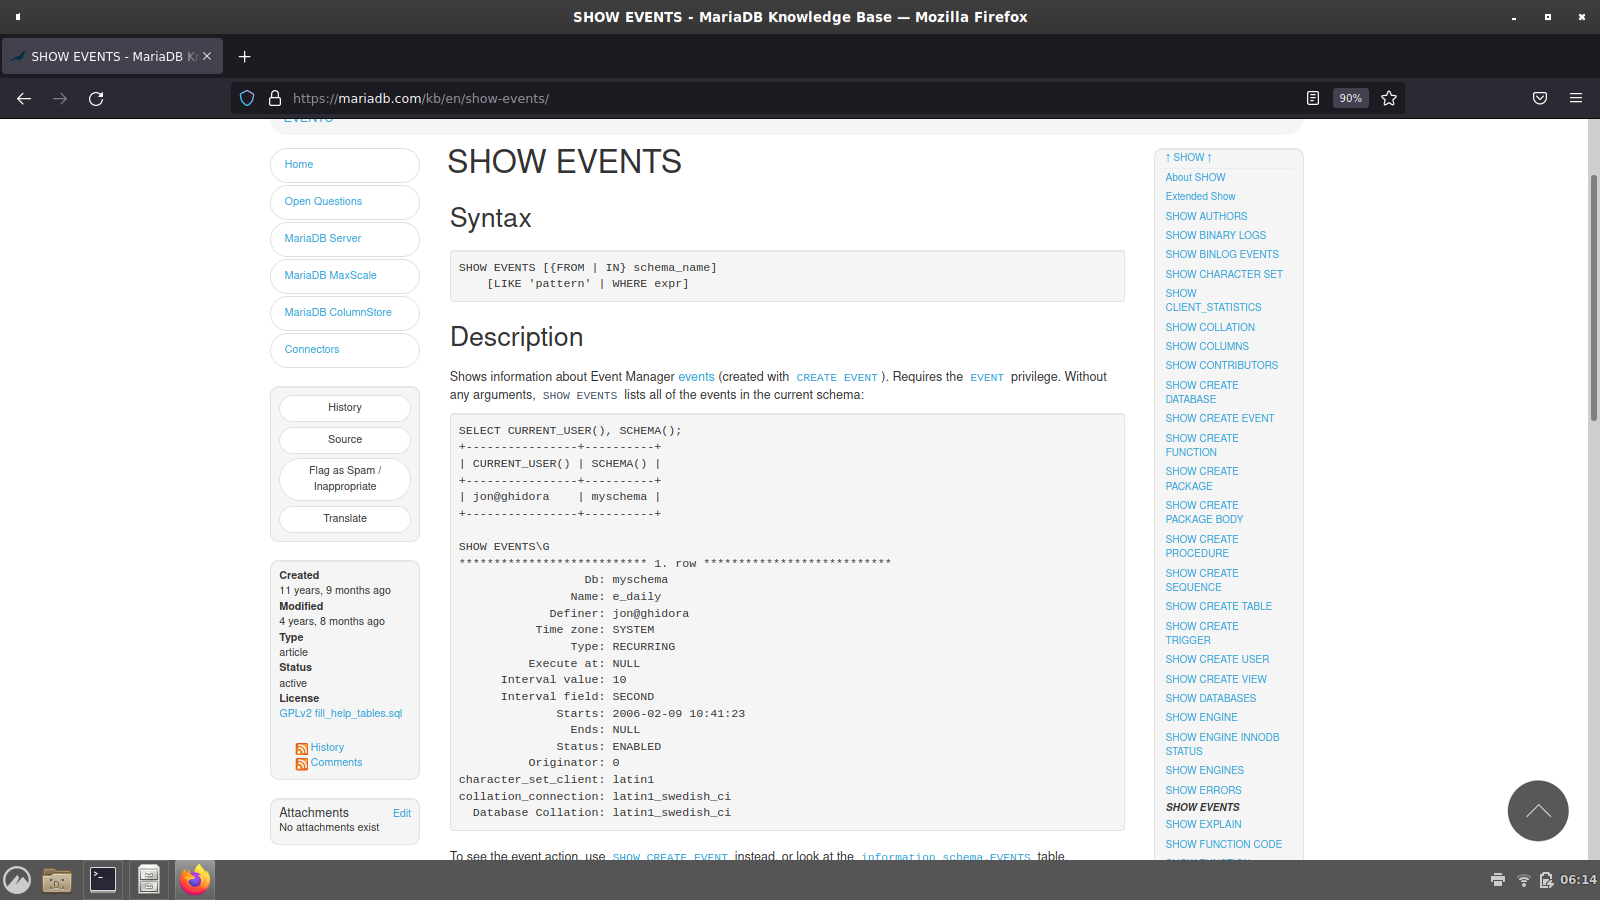 SHOW EVENTS - MariaDB Knowledge Base — Mozilla Firefox
SHOW EVENTS - MariaDB Kn
https://mariadb.com/kb/en/show-events/
90%
EVENTS
Home
Open Questions
MariaDB Server
MariaDB MaxScale
MariaDB ColumnStore
Connectors
History
Source
Flag as Spam /
Inappropriate
Translate
Created
11 years, 9 months ago
Modified
4 years, 8 months ago
Type
article
Status
active
License
GPLv2 fill_help_tables.sql
History
Comments
Attachments Edit
No attachments exist
SHOW EVENTS
Syntax
SHOW EVENTS [{FROM | IN} schema_name]
    [LIKE 'pattern' | WHERE expr]
Description
Shows information about Event Manager events (created with CREATE EVENT). Requires the EVENT privilege. Without
any arguments, SHOW EVENTS lists all of the events in the current schema:
SELECT CURRENT_USER(), SCHEMA();
+----------------+----------+
| CURRENT_USER() | SCHEMA() |
+----------------+----------+
| jon@ghidora    | myschema |
+----------------+----------+
SHOW EVENTS\G
*************************** 1. row ***************************
                  Db: myschema
                Name: e_daily
             Definer: jon@ghidora
           Time zone: SYSTEM
                Type: RECURRING
          Execute at: NULL
      Interval value: 10
      Interval field: SECOND
              Starts: 2006-02-09 10:41:23
                Ends: NULL
              Status: ENABLED
          Originator: 0
character_set_client: latin1
collation_connection: latin1_swedish_ci
  Database Collation: latin1_swedish_ci
To see the event action, use SHOW CREATE EVENT instead, or look at the information_schema.EVENTS table.
↑ SHOW ↑
About SHOW
Extended Show
SHOW AUTHORS
SHOW BINARY LOGS
SHOW BINLOG EVENTS
SHOW CHARACTER SET
SHOW
CLIENT_STATISTICS
SHOW COLLATION
SHOW COLUMNS
SHOW CONTRIBUTORS
SHOW CREATE
DATABASE
SHOW CREATE EVENT
SHOW CREATE
FUNCTION
SHOW CREATE
PACKAGE
SHOW CREATE
PACKAGE BODY
SHOW CREATE
PROCEDURE
SHOW CREATE
SEQUENCE
SHOW CREATE TABLE
SHOW CREATE
TRIGGER
SHOW CREATE USER
SHOW CREATE VIEW
SHOW DATABASES
SHOW ENGINE
SHOW ENGINE INNODB
STATUS
SHOW ENGINES
SHOW ERRORS
SHOW EVENTS
SHOW EXPLAIN
SHOW FUNCTION CODE
SHOW FUNCTION
06:14